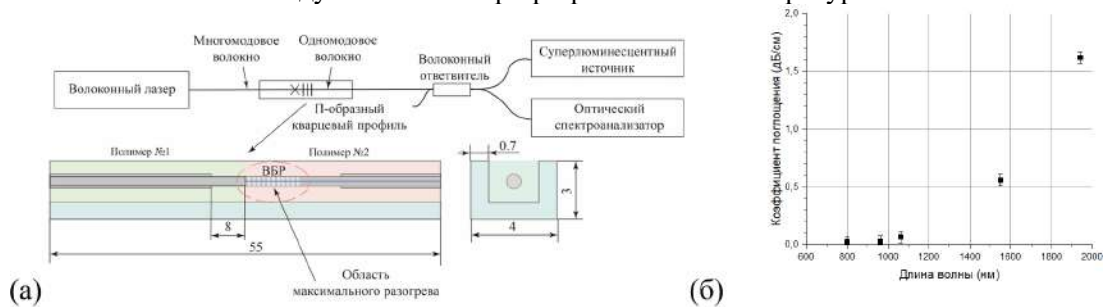 Многомодовое
волокно
Одномодовое
волокно
Волоконный лазер
П-образный
кварцевый профиль
Волоконный
ответвитель
Суперлюминесцентный
источник
Оптический
спектроанализатор
Полимер №1
Полимер №2
ВБР
8
55
Область
максимального разогрева
0.7
3
4
(а)
(б)
Коэффициент поглощения (дБ/см)
2,0
1,5
1,0
0,5
0,0
600 800 1000 1200 1400 1600 1800 2000
Длина волны (нм)